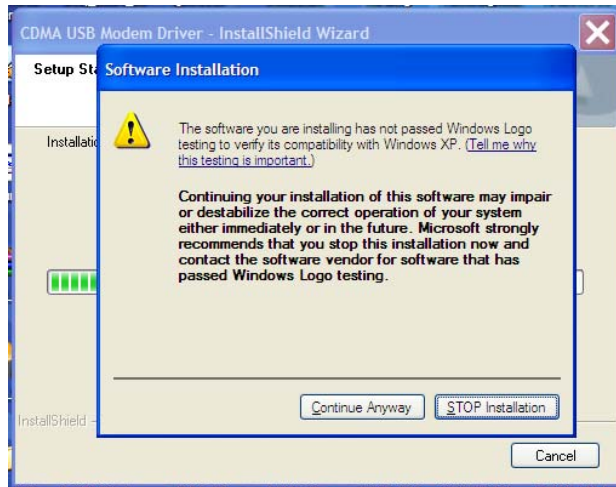 CDMA USB Modem Driver - InstallShield Wizard
Setup Sta
Software Installation
Installatio
The software you are installing has not passed Windows Logo
testing to verify its compatibility with Windows XP. (Tell me why
this testing is important.)
Continuing your installation of this software may impair
or destabilize the correct operation of your system
either immediately or in the future. Microsoft strongly
recommends that you stop this installation now and
contact the software vendor for software that has
passed Windows Logo testing.
Continue Anyway
STOP Installation
InstallShield
Cancel